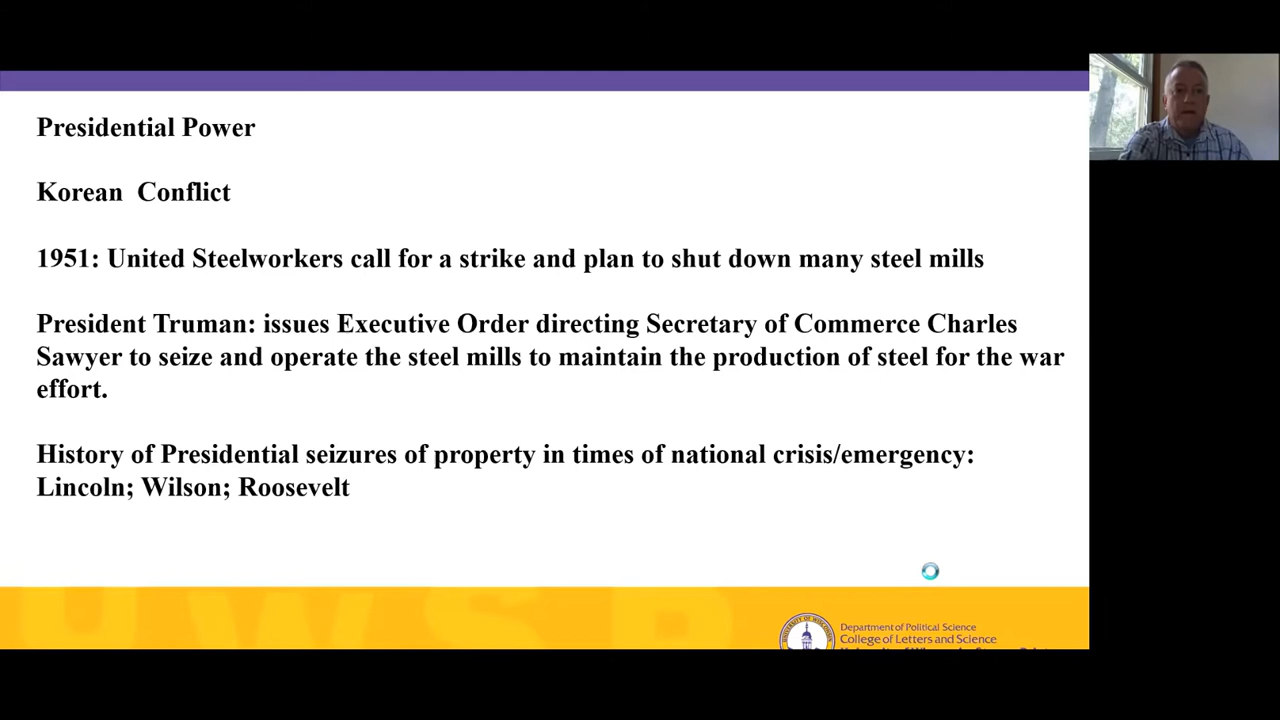 Presidential Power
Korean Conflict
1951: United Steelworkers call for a strike and plan to shut down many steel mills
President Truman: issues Executive Order directing Secretary of Commerce Charles
Sawyer to seize and operate the steel mills to maintain the production of steel for the war
effort.
History of Presidential seizures of property in times of national crisis/emergency:
Lincoln; Wilson; Roosevelt
UWSP
Department of Political Science
College of Letters and Science